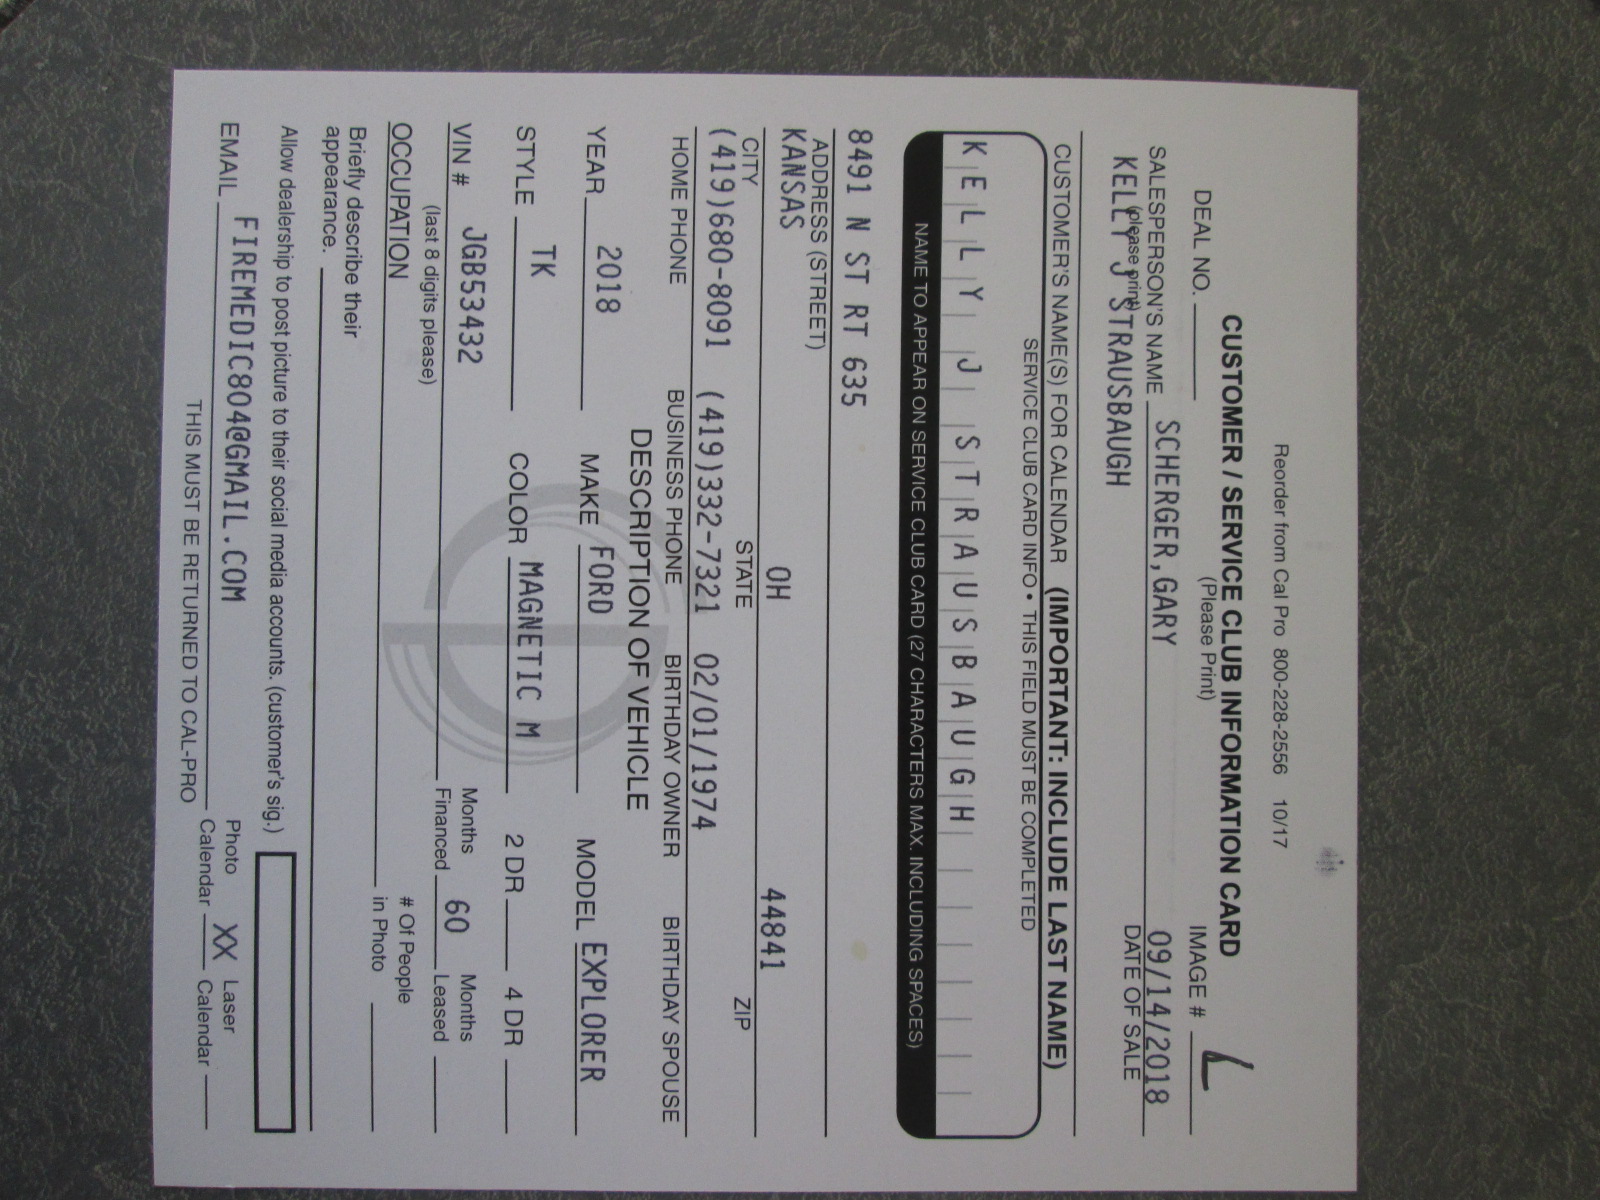 Reorder from Cal Pro 800-228-2556 10/17
CUSTOMER / SERVICE CLUB INFORMATION CARD
(Please Print)
DEAL NO. IMAGE #
SALESPERSON'S NAME SCHERGER,GARY 09/14/2018
(please print) DATE OF SALE
KELLY J STRAUSBAUGH
CUSTOMER'S NAME(S) FOR CALENDAR (IMPORTANT: INCLUDE LAST NAME)
SERVICE CLUB CARD INFO • THIS FIELD MUST BE COMPLETED
KELLY J STRAUSBAUGH
NAME TO APPEAR ON SERVICE CLUB CARD (27 CHARACTERS MAX. INCLUDING SPACES)
8491 N ST RT 635
ADDRESS (STREET)
KANSAS OH 44841
CITY STATE ZIP
(419)680-8091 (419)332-7321 02/01/1974
HOME PHONE BUSINESS PHONE BIRTHDAY OWNER BIRTHDAY SPOUSE
DESCRIPTION OF VEHICLE
YEAR 2018 MAKE FORD MODEL EXPLORER
STYLE TK COLOR MAGNETIC M 2 DR 4 DR
VIN # JGB53432 Months Financed 60 Months Leased
(last 8 digits please)
OCCUPATION # Of People in Photo
Briefly describe their
appearance.
Allow dealership to post picture to their social media accounts. (customer's sig.)
EMAIL FIREMEDIC804@GMAIL.COM Photo Calendar XX Laser Calendar
THIS MUST BE RETURNED TO CAL-PRO